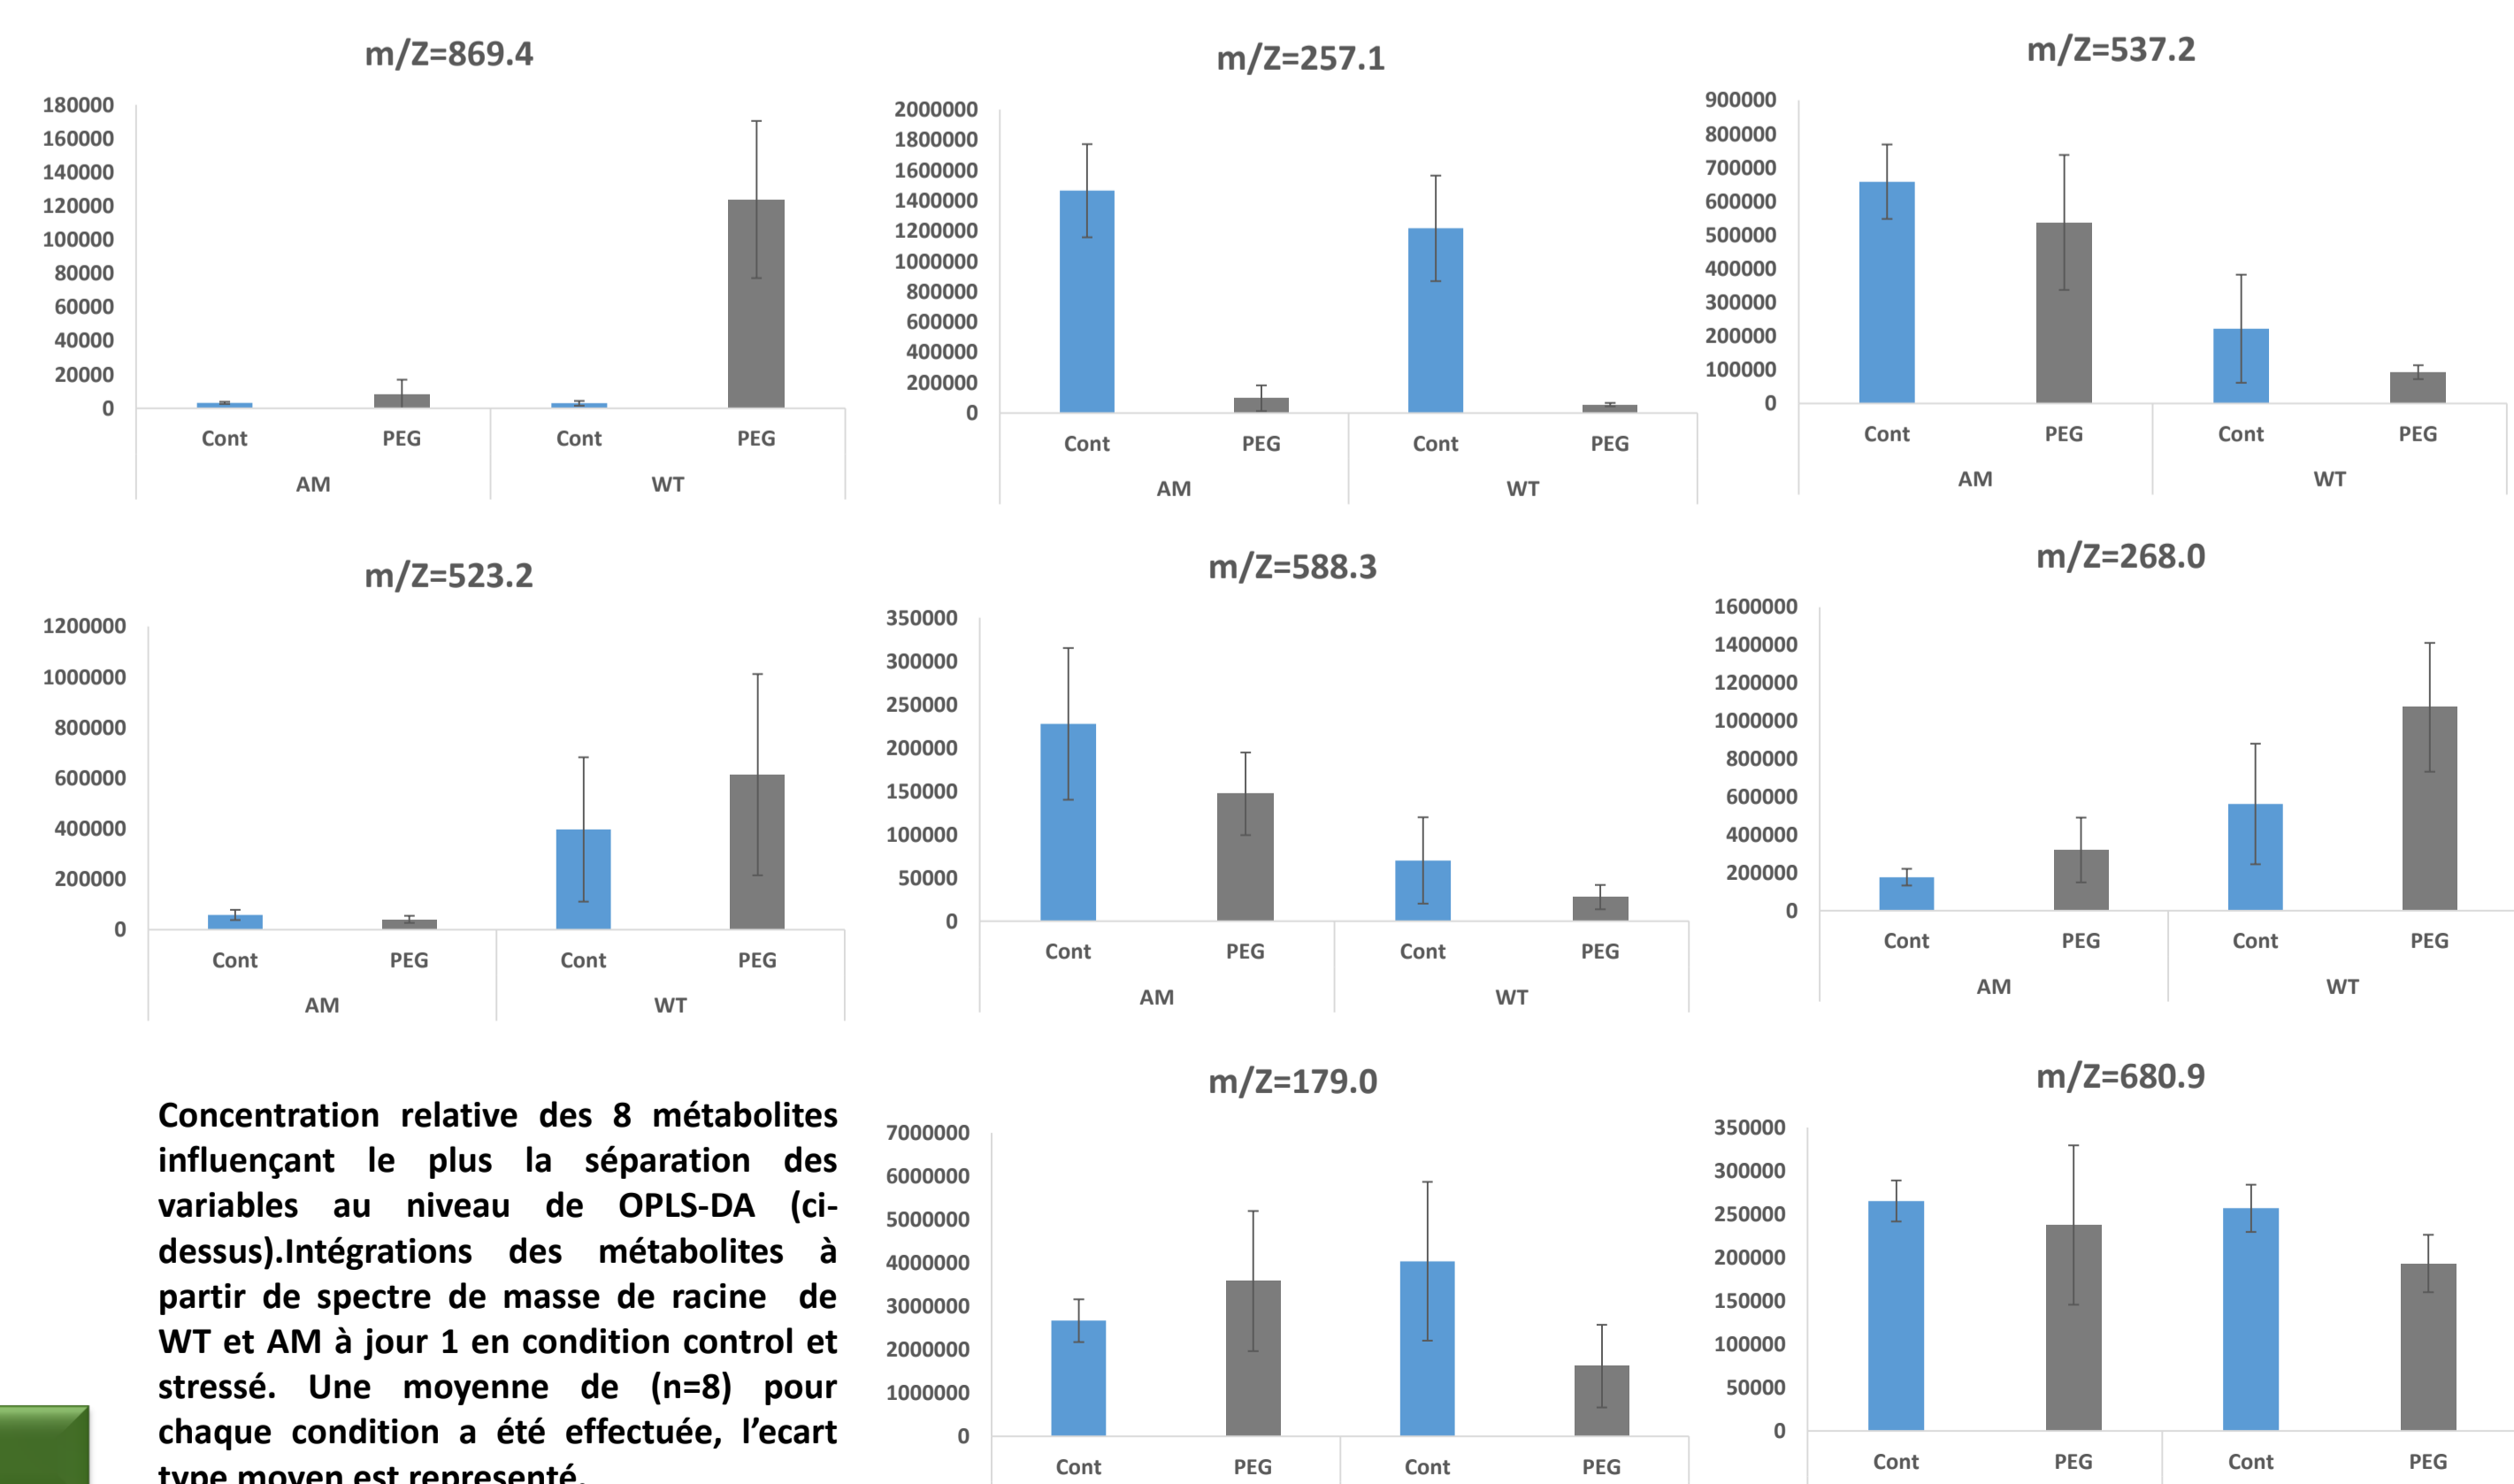 m/Z=869.4
180000
160000
140000
120000
100000
80000
60000
40000
20000
0
Cont PEG Cont PEG
AM WT
m/Z=257.1
2000000
1800000
1600000
1400000
1200000
1000000
800000
600000
400000
200000
0
Cont PEG Cont PEG
AM WT
m/Z=537.2
900000
800000
700000
600000
500000
400000
300000
200000
100000
0
Cont PEG Cont PEG
AM WT
m/Z=523.2
1200000
1000000
800000
600000
400000
200000
0
Cont PEG Cont PEG
AM WT
m/Z=588.3
350000
300000
250000
200000
150000
100000
50000
0
Cont PEG Cont PEG
AM WT
m/Z=268.0
1600000
1400000
1200000
1000000
800000
600000
400000
200000
0
Cont PEG Cont PEG
AM WT
Concentration relative des 8 métabolites
influençant le plus la séparation des
variables au niveau de OPLS-DA (ci-
dessus).Intégrations des métabolites à
partir de spectre de masse de racine de
WT et AM à jour 1 en condition control et
stressé. Une moyenne de (n=8) pour
chaque condition a été effectuée, l’ecart
type moyen est representé.
m/Z=179.0
7000000
6000000
5000000
4000000
3000000
2000000
1000000
0
Cont PEG Cont PEG
m/Z=680.9
350000
300000
250000
200000
150000
100000
50000
0
Cont PEG Cont PEG